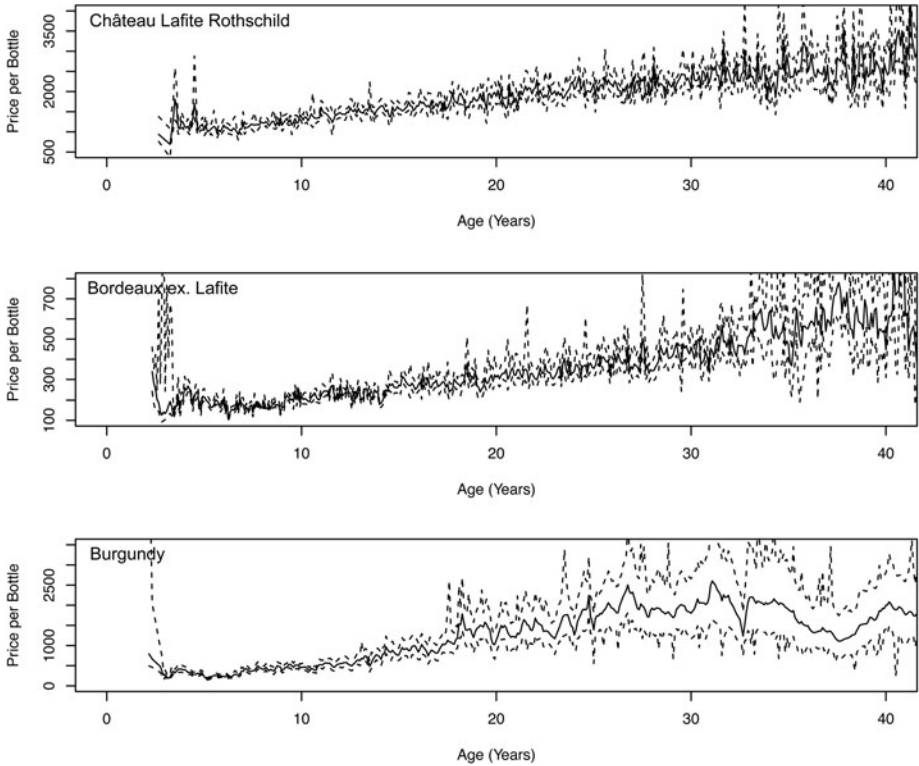 Château Lafite Rothschild
Price per Bottle
500 2000 3500
0 10 20 30 40
Age (Years)
Bordeaux ex. Lafite
Price per Bottle
100 300 500 700
0 10 20 30 40
Age (Years)
Burgundy
Price per Bottle
0 1000 2500
0 10 20 30 40
Age (Years)